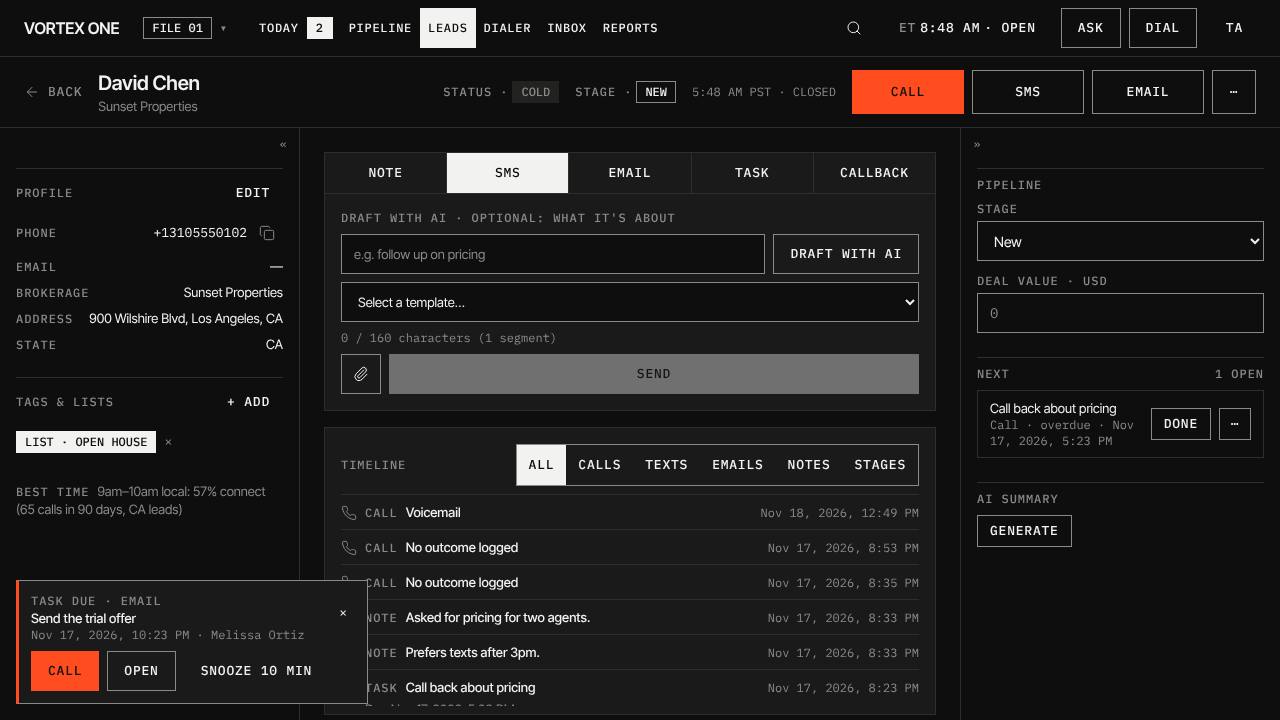 VORTEX ONE FILE 01 ▾ TODAY 2 PIPELINE LEADS DIALER INBOX REPORTS ET 8:48 AM · OPEN ASK DIAL TA
← BACK David Chen
Sunset Properties
STATUS · COLD STAGE · NEW 5:48 AM PST · CLOSED CALL SMS EMAIL ⋯
«
PROFILE EDIT
PHONE +13105550102
EMAIL —
BROKERAGE Sunset Properties
ADDRESS 900 Wilshire Blvd, Los Angeles, CA
STATE CA
TAGS & LISTS + ADD
LIST · OPEN HOUSE ×
BEST TIME 9am–10am local: 57% connect
(65 calls in 90 days, CA leads)
TASK DUE · EMAIL ×
Send the trial offer
Nov 17, 2026, 10:23 PM · Melissa Ortiz
CALL OPEN SNOOZE 10 MIN
NOTE SMS EMAIL TASK CALLBACK
DRAFT WITH AI · OPTIONAL: WHAT IT'S ABOUT
e.g. follow up on pricing DRAFT WITH AI
Select a template...
0 / 160 characters (1 segment)
SEND
TIMELINE ALL CALLS TEXTS EMAILS NOTES STAGES
CALL Voicemail Nov 18, 2026, 12:49 PM
CALL No outcome logged Nov 17, 2026, 8:53 PM
CALL No outcome logged Nov 17, 2026, 8:35 PM
NOTE Asked for pricing for two agents. Nov 17, 2026, 8:33 PM
NOTE Prefers texts after 3pm. Nov 17, 2026, 8:33 PM
TASK Call back about pricing Nov 17, 2026, 8:23 PM
»
PIPELINE
STAGE
New
DEAL VALUE · USD
0
NEXT 1 OPEN
Call back about pricing
Call · overdue · Nov
17, 2026, 5:23 PM
DONE ⋯
AI SUMMARY
GENERATE